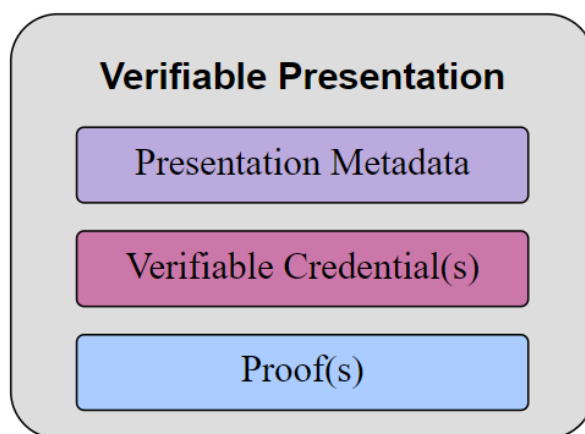 Verifiable Presentation
Presentation Metadata
Verifiable Credential(s)
Proof(s)